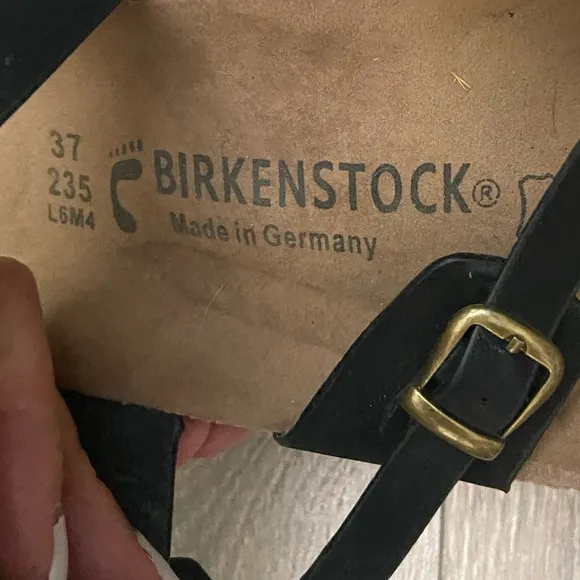 37
235
L6M4
BIRKENSTOCK®
Made in Germany